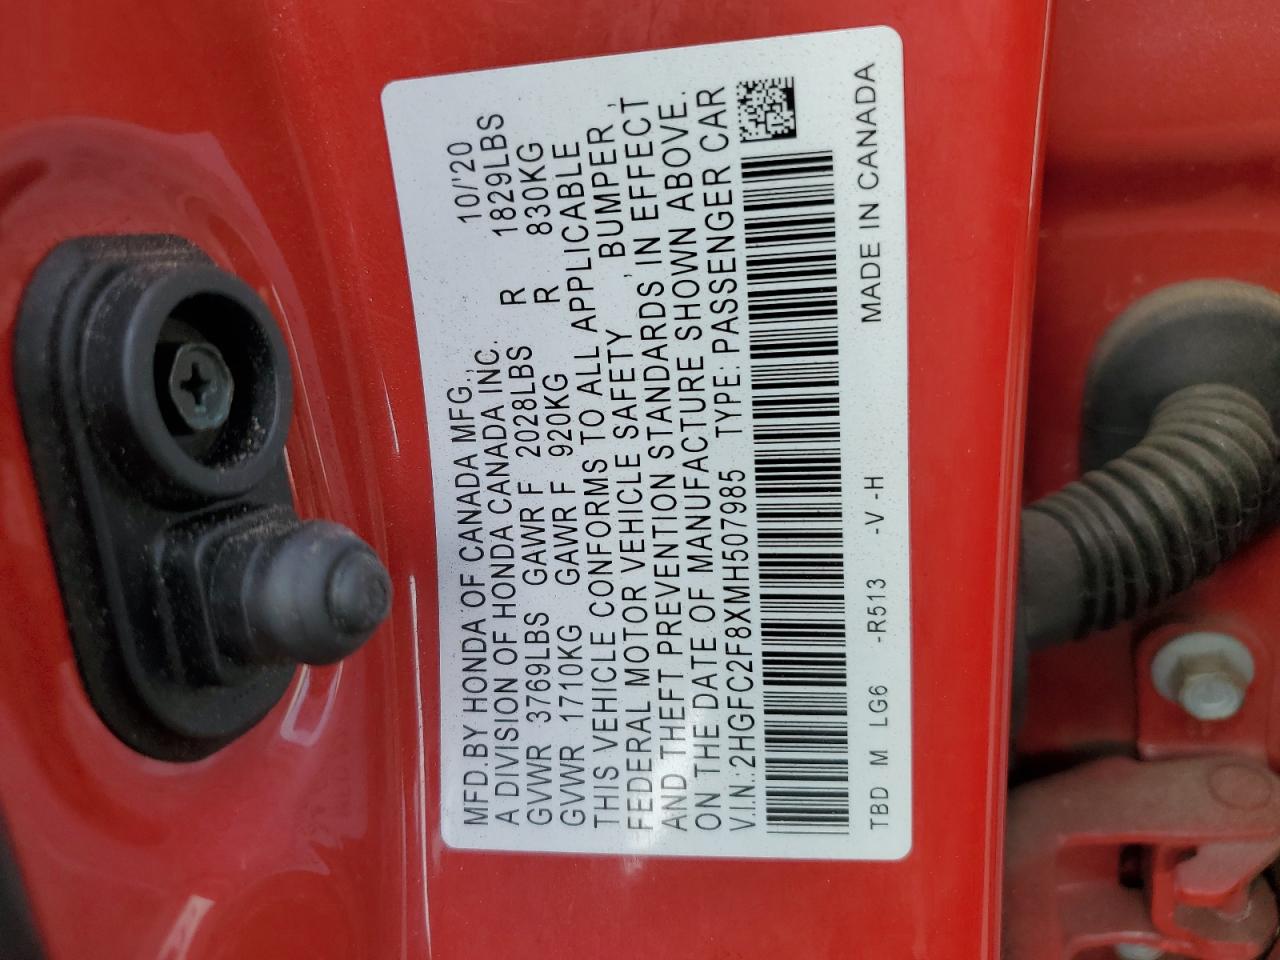 MFD.BY HONDA OF CANADA MFG., 10/'20
A DIVISION OF HONDA CANADA INC.
GVWR 3769LBS GAWR F 2028LBS R 1829LBS
GVWR 1710KG GAWR F 920KG R 830KG
THIS VEHICLE CONFORMS TO ALL APPLICABLE
FEDERAL MOTOR VEHICLE SAFETY, BUMPER,
AND THEFT PREVENTION STANDARDS, IN EFFECT
ON THE DATE OF MANUFACTURE SHOWN ABOVE.
V.I.N.:2HGFC2F8XMH507985 TYPE: PASSENGER CAR
TBD M LG6 -R513 -V -H MADE IN CANADA